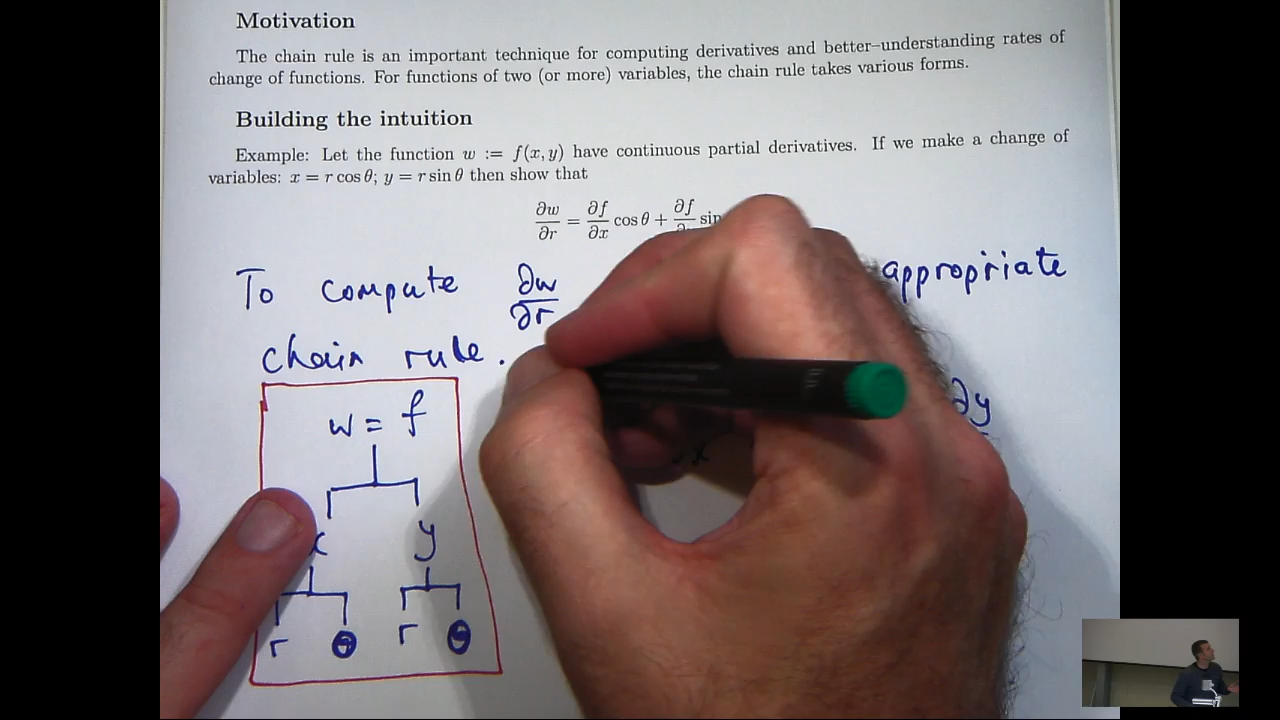 Motivation
The chain rule is an important technique for computing derivatives and better–understanding rates of
change of functions. For functions of two (or more) variables, the chain rule takes various forms.
Building the intuition
Example: Let the function w := f(x, y) have continuous partial derivatives. If we make a change of
variables: x = r cos θ; y = r sin θ then show that
∂w/∂r = ∂f/∂x cos θ + ∂f/∂ sin
To compute ∂w/∂r appropriate
chain rule.
w = f
∂y
x
x y
r θ r θ